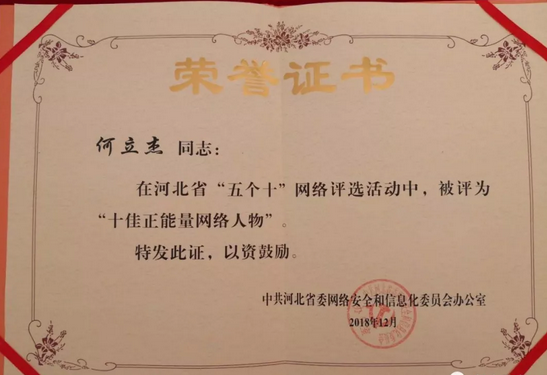 荣誉证书
何立杰 同志：
在河北省“五个十”网络评选活动中，被评为
“十佳正能量网络人物”。
特发此证，以资鼓励。
中共河北省委网络安全和信息化委员会办公室
2018年12月